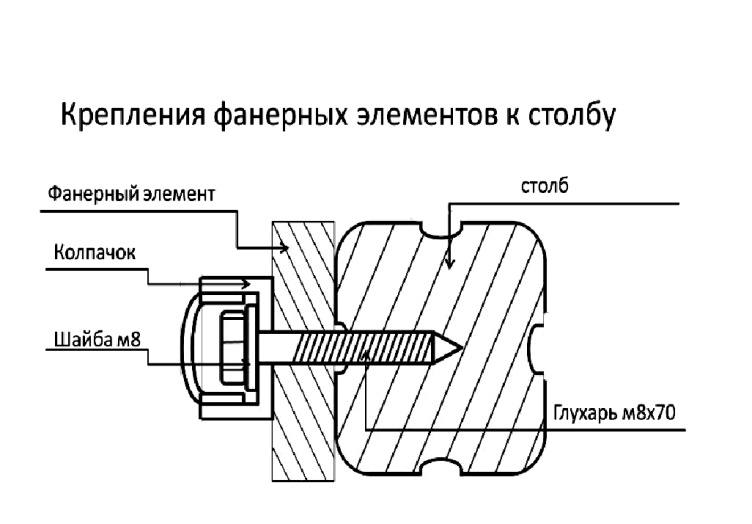 Крепления фанерных элементов к столбу
Фанерный элемент
столб
Колпачок
Шайба м8
Глухарь м8х70